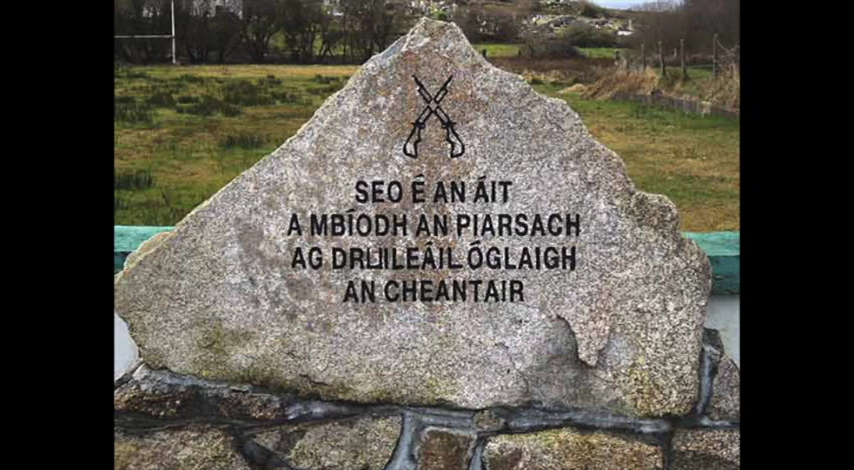 SEO É AN ÁIT
A MBÍODH AN PIARSACH
AG DRUILEÁIL ÓGLAIGH
AN CHEANTAIR